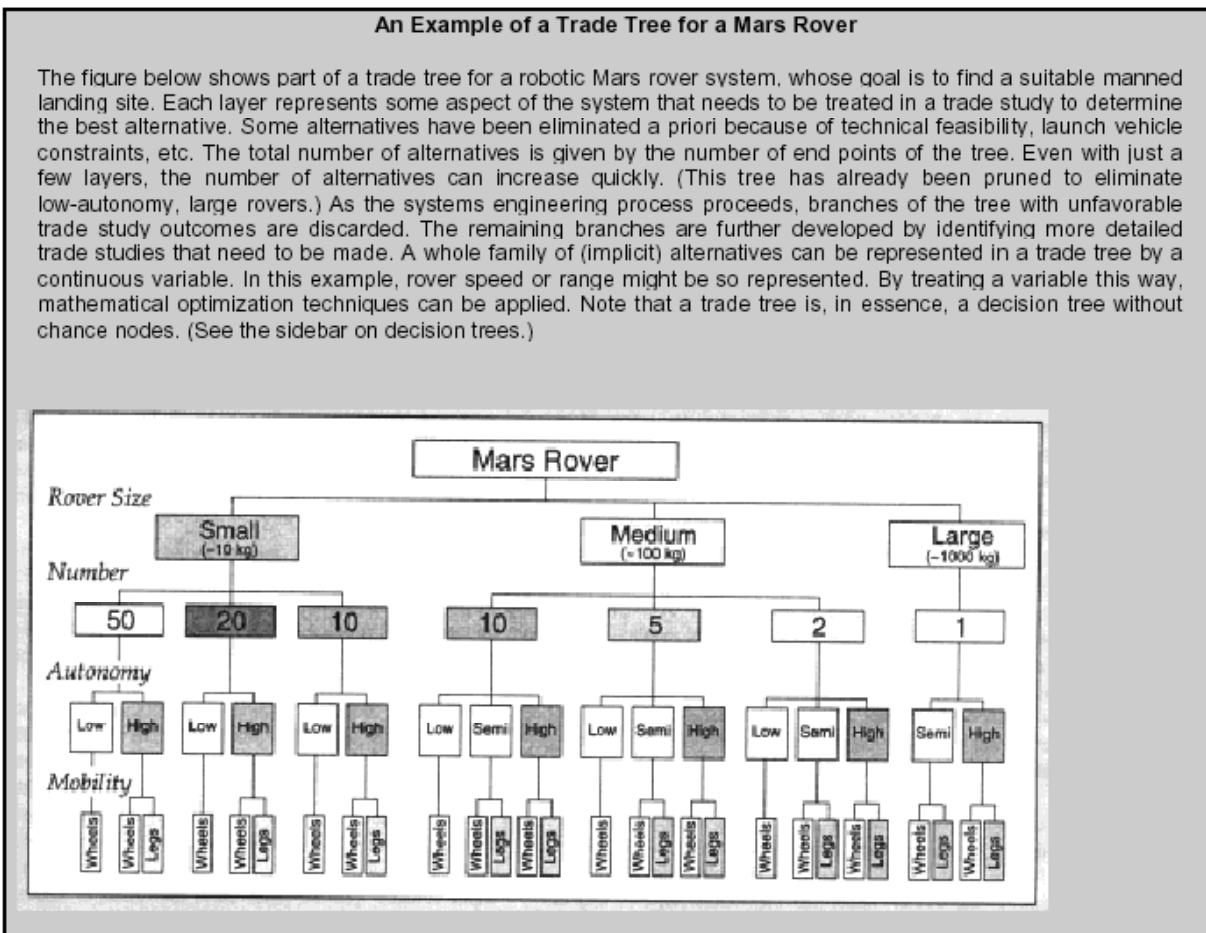 An Example of a Trade Tree for a Mars Rover
The figure below shows part of a trade tree for a robotic Mars rover system, whose goal is to find a suitable manned
landing site. Each layer represents some aspect of the system that needs to be treated in a trade study to determine
the best alternative. Some alternatives have been eliminated a priori because of technical feasibility, launch vehicle
constraints, etc. The total number of alternatives is given by the number of end points of the tree. Even with just a
few layers, the number of alternatives can increase quickly. (This tree has already been pruned to eliminate
low-autonomy, large rovers.) As the systems engineering process proceeds, branches of the tree with unfavorable
trade study outcomes are discarded. The remaining branches are further developed by identifying more detailed
trade studies that need to be made. A whole family of (implicit) alternatives can be represented in a trade tree by a
continuous variable. In this example, rover speed or range might be so represented. By treating a variable this way,
mathematical optimization techniques can be applied. Note that a trade tree is, in essence, a decision tree without
chance nodes. (See the sidebar on decision trees.)
Mars Rover
Rover Size
Small Medium Large
(~10 kg) (~100 kg) (~1000 kg)
Number
50 20 10 10 5 2 1
Autonomy
Low High Low High Low High Low Semi High Low Semi High Low Semi High Semi High
Mobility
Wheels Wheels Legs Wheels Wheels Legs Wheels Wheels Legs Wheels Wheels Legs Wheels Legs Wheels Wheels Legs Wheels Legs Wheels Wheels Legs Wheels Legs Wheels Legs Wheels Legs